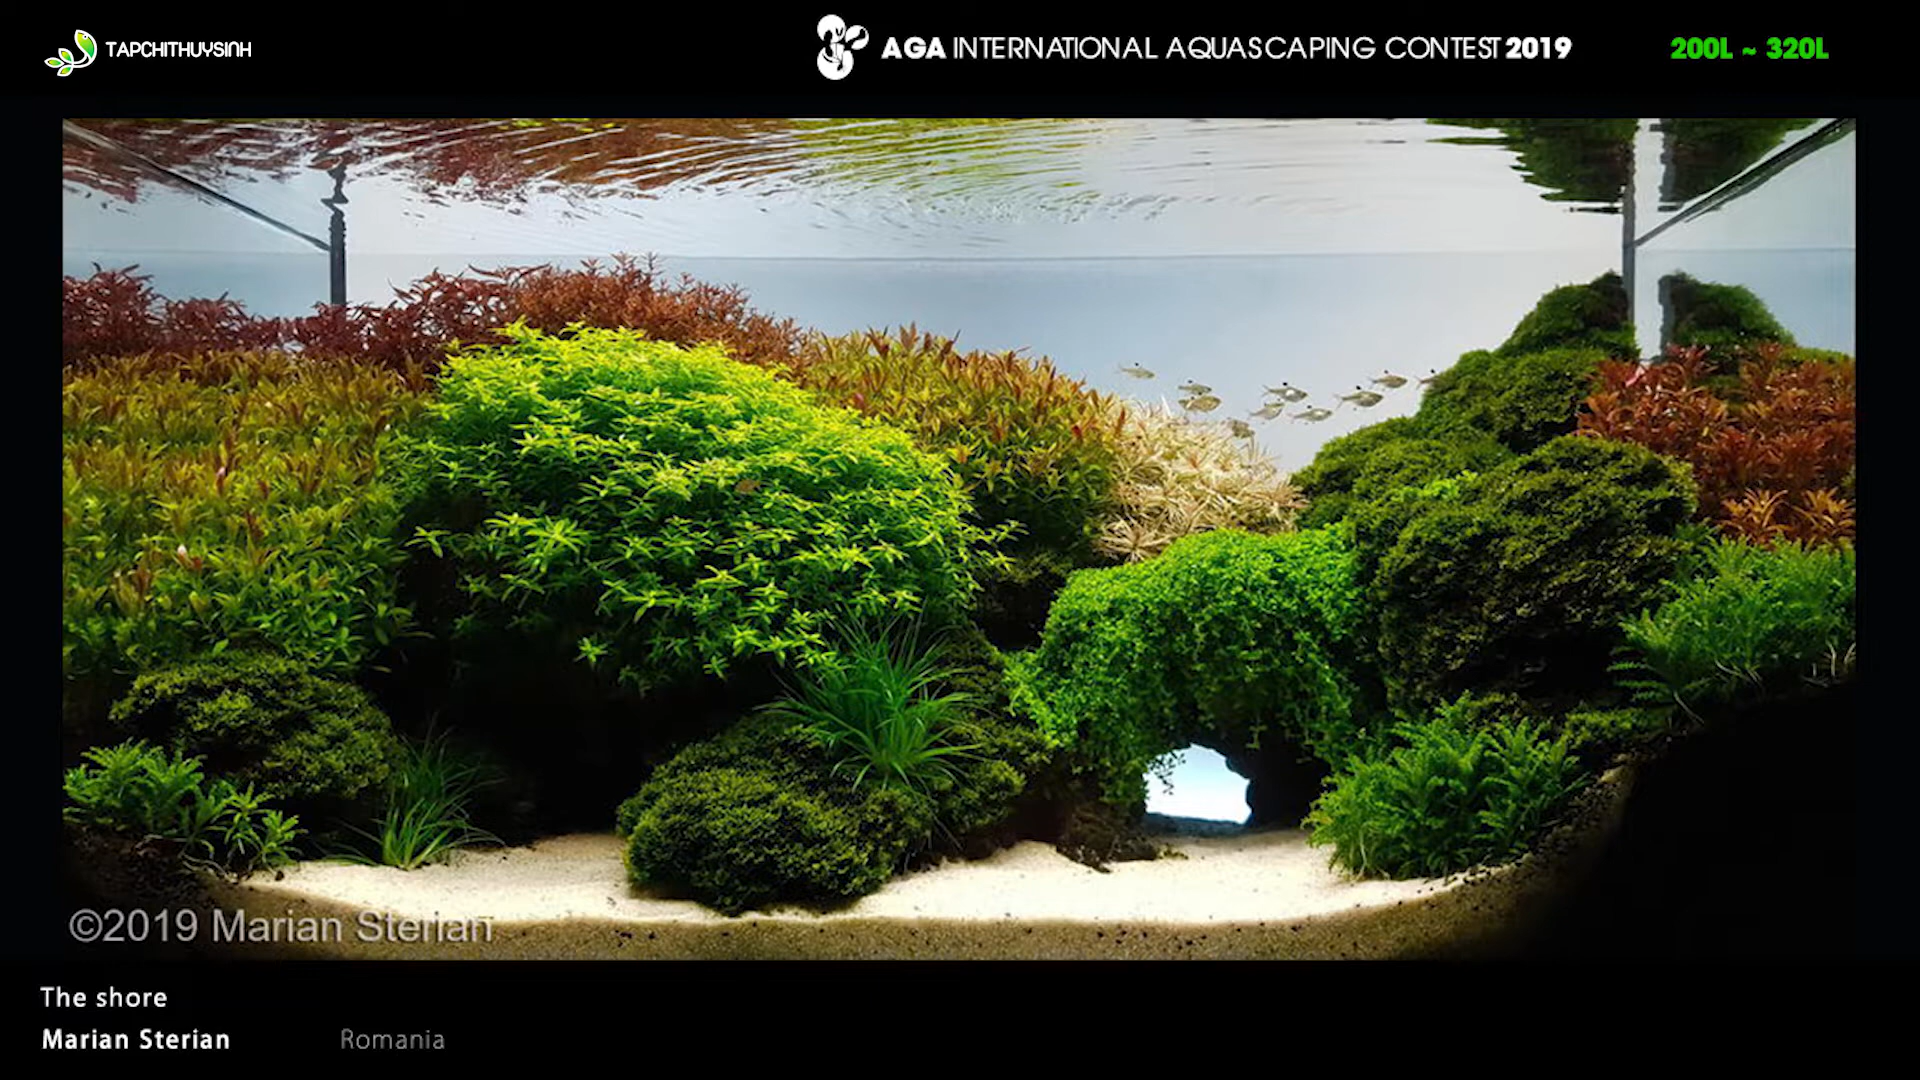 TAPCHITHUYSINH
AGA INTERNATIONAL AQUASCAPING CONTEST 2019
200L ~ 320L
©2019 Marian Sterian
The shore
Marian Sterian
Romania